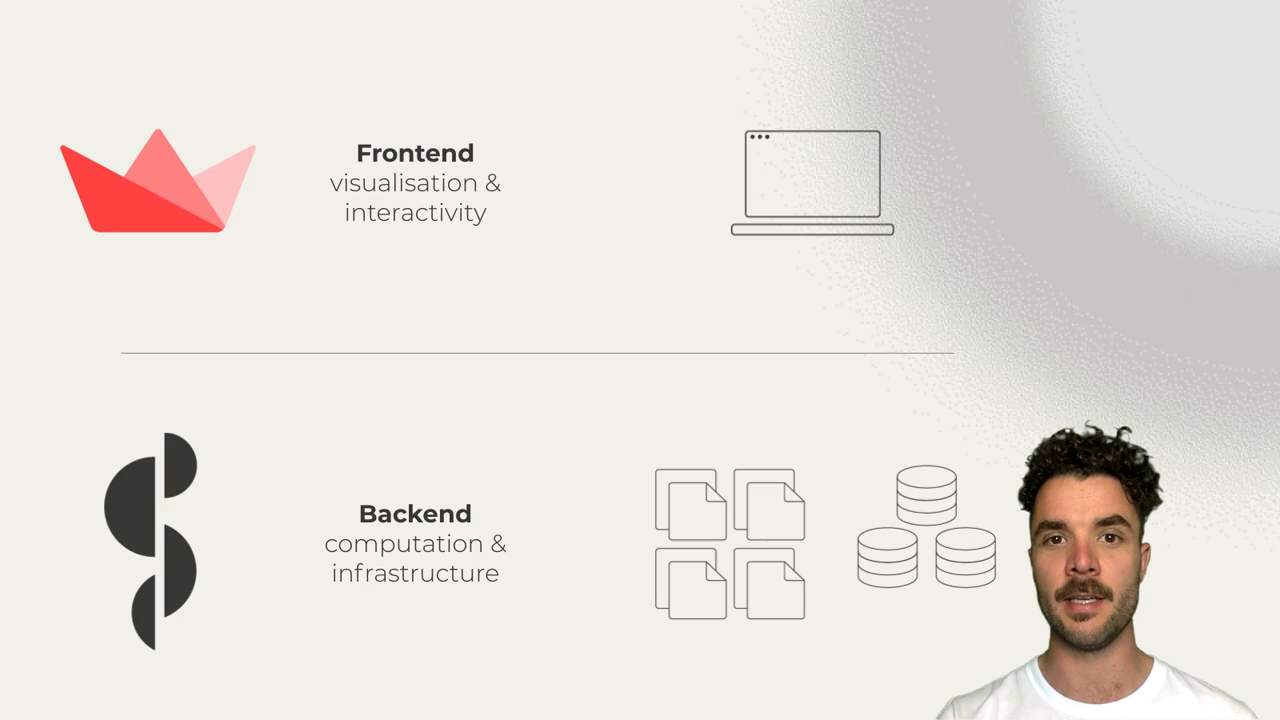 Frontend
visualisation &
interactivity
Backend
computation &
infrastructure